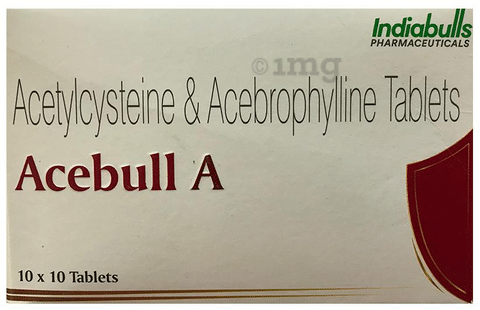 Indiabulls
PHARMACEUTICALS
©1mg
Acetylcysteine & Acebrophylline Tablets
Acebull A
10 x 10 Tablets